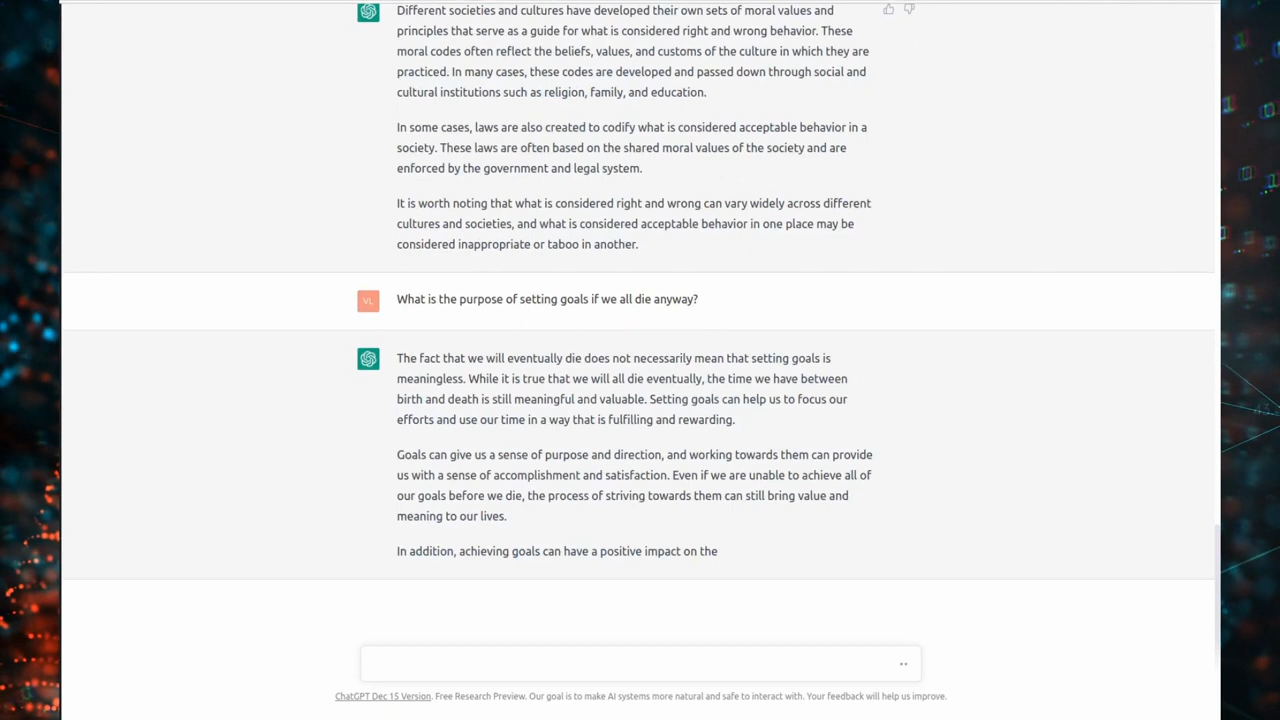 Different societies and cultures have developed their own sets of moral values and
principles that serve as a guide for what is considered right and wrong behavior. These
moral codes often reflect the beliefs, values, and customs of the culture in which they are
practiced. In many cases, these codes are developed and passed down through social and
cultural institutions such as religion, family, and education.
In some cases, laws are also created to codify what is considered acceptable behavior in a
society. These laws are often based on the shared moral values of the society and are
enforced by the government and legal system.
It is worth noting that what is considered right and wrong can vary widely across different
cultures and societies, and what is considered acceptable behavior in one place may be
considered inappropriate or taboo in another.
VL What is the purpose of setting goals if we all die anyway?
The fact that we will eventually die does not necessarily mean that setting goals is
meaningless. While it is true that we will all die eventually, the time we have between
birth and death is still meaningful and valuable. Setting goals can help us to focus our
efforts and use our time in a way that is fulfilling and rewarding.
Goals can give us a sense of purpose and direction, and working towards them can provide
us with a sense of accomplishment and satisfaction. Even if we are unable to achieve all of
our goals before we die, the process of striving towards them can still bring value and
meaning to our lives.
In addition, achieving goals can have a positive impact on the
ChatGPT Dec 15 Version. Free Research Preview. Our goal is to make AI systems more natural and safe to interact with. Your feedback will help us improve.